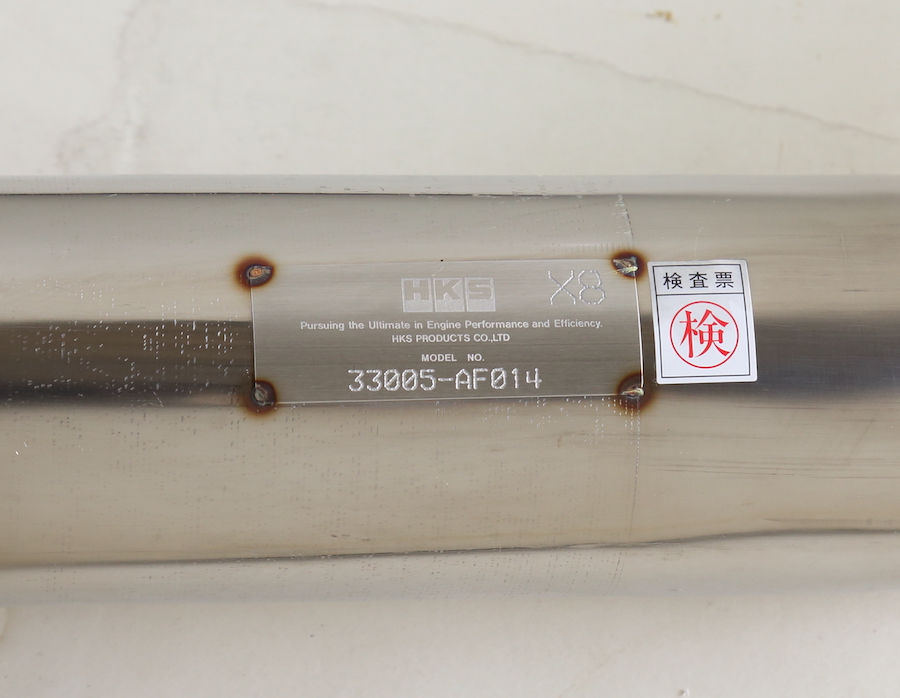 HKS X8
Pursuing the Ultimate in Engine Performance and Efficiency.
HKS PRODUCTS CO.,LTD
MODEL NO.
33005-AF014
検査票
検